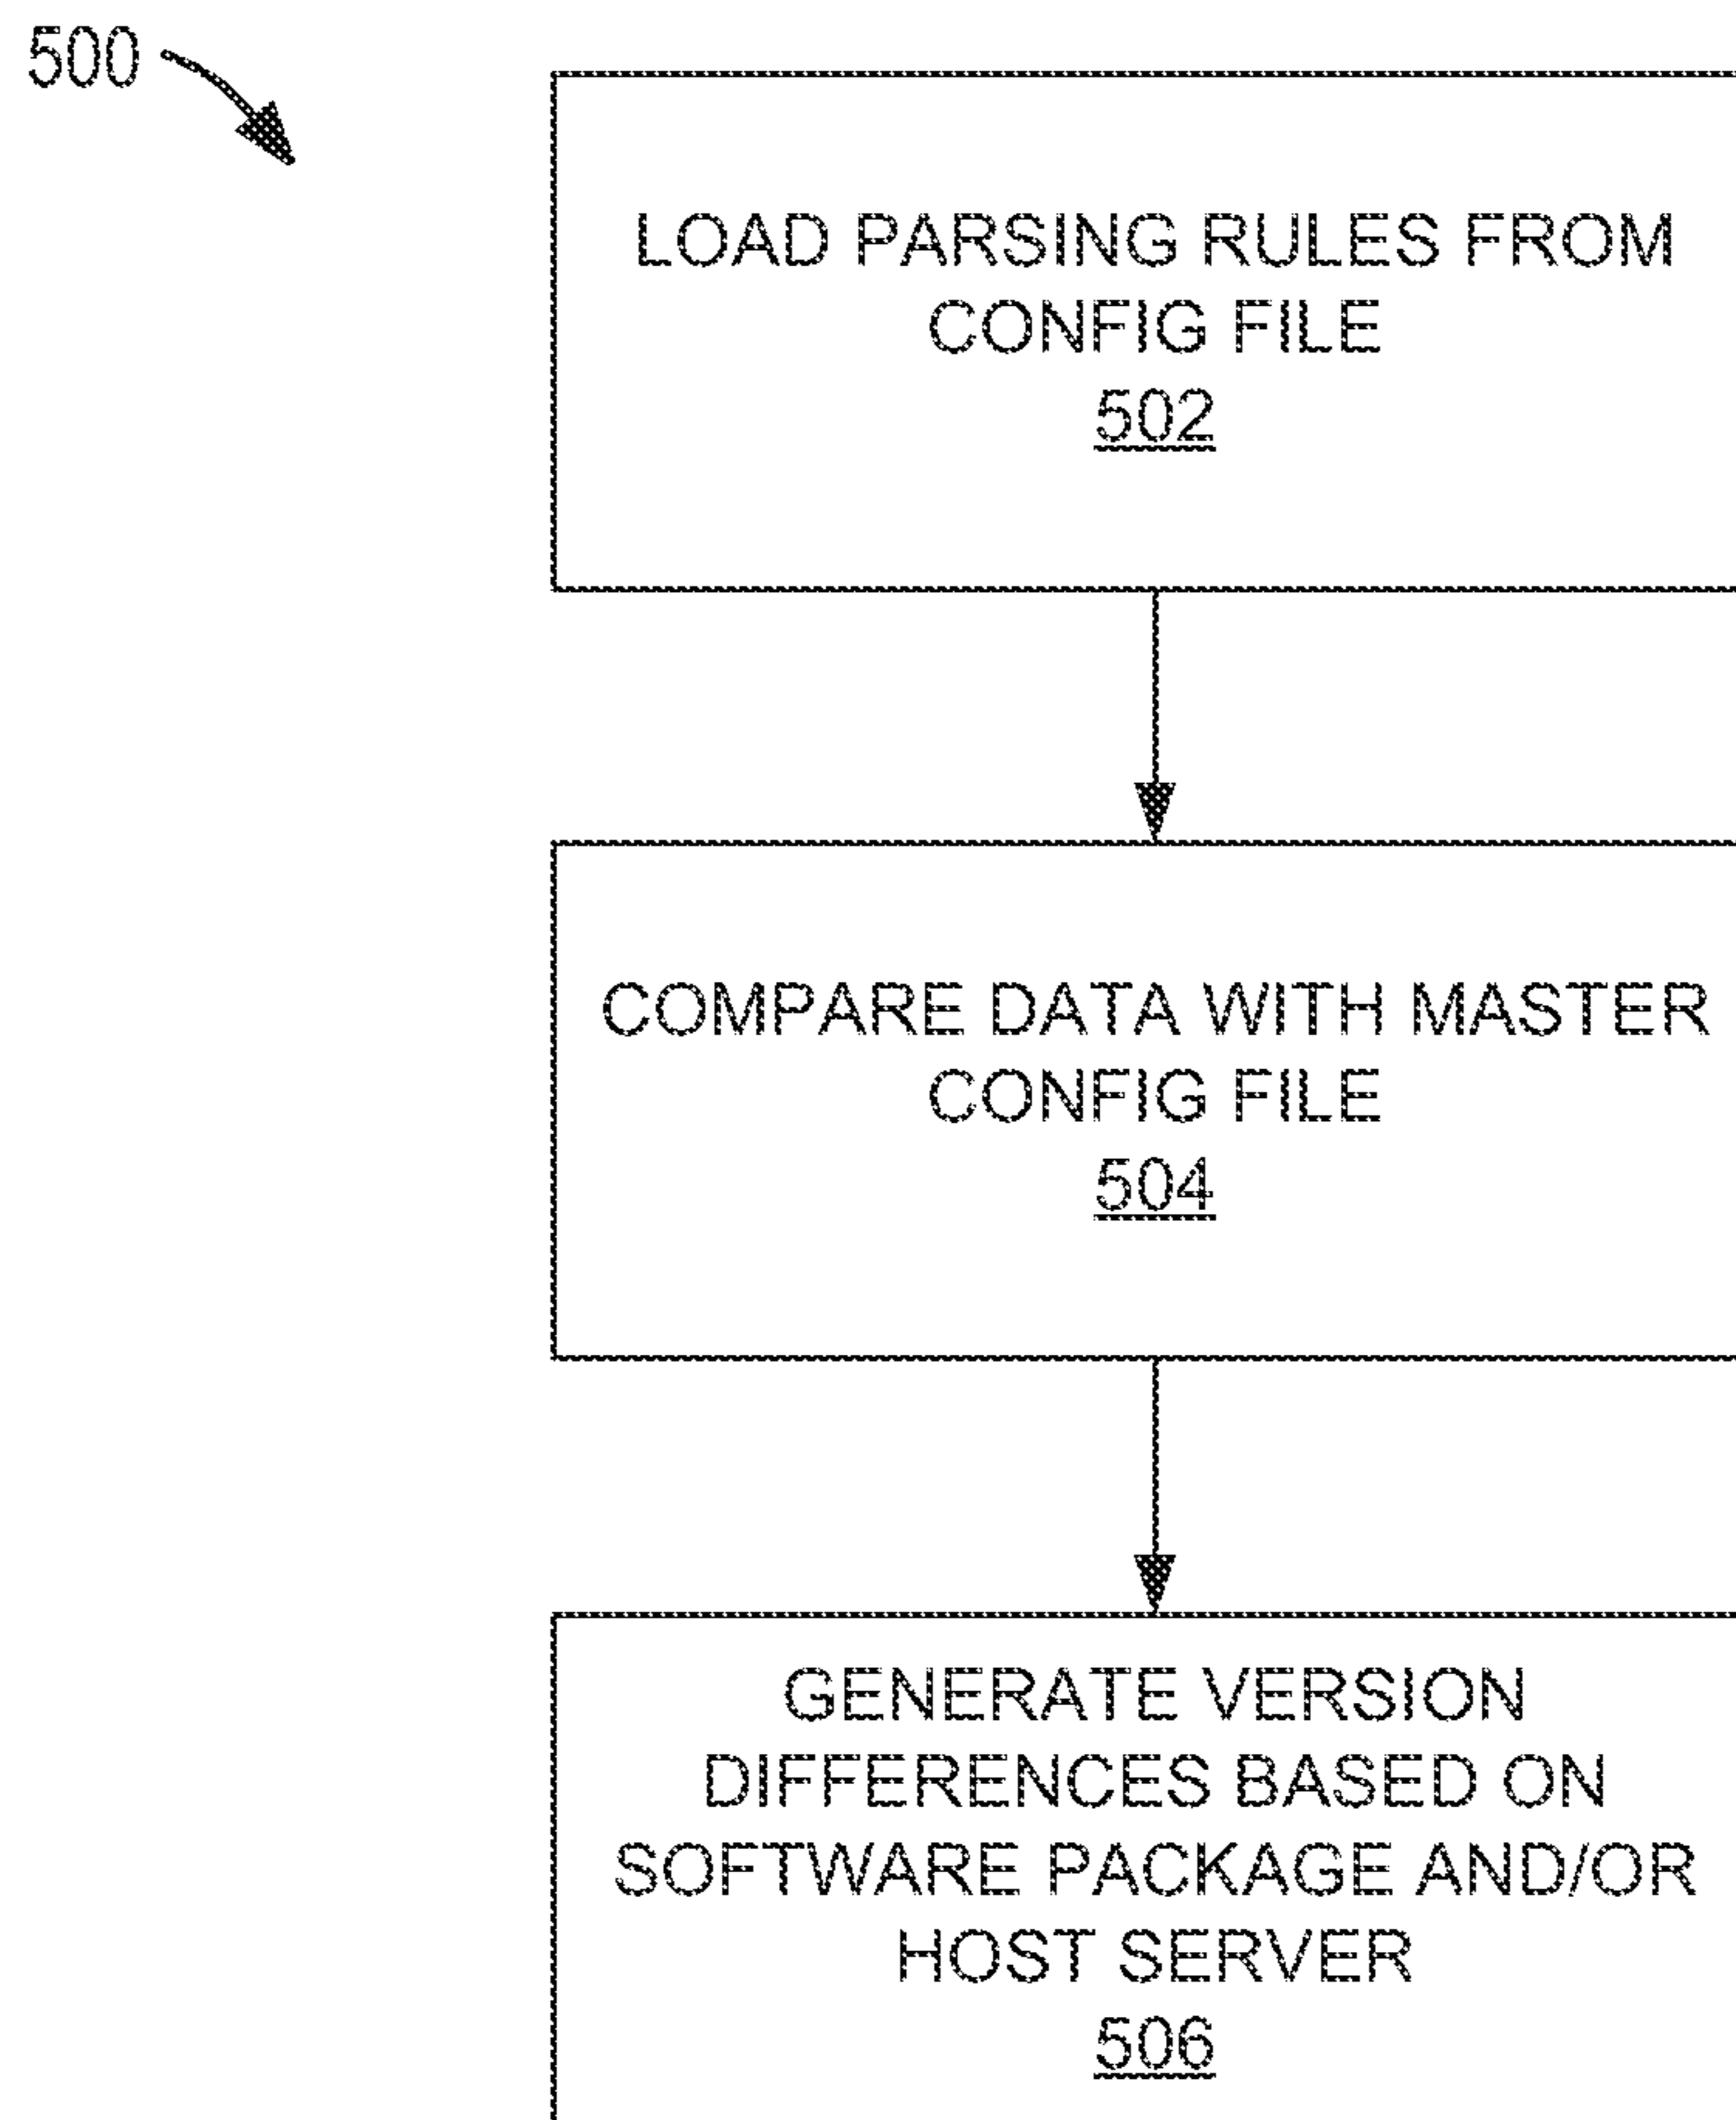 500
LOAD PARSING RULES FROM
CONFIG FILE
502
COMPARE DATA WITH MASTER
CONFIG FILE
504
GENERATE VERSION
DIFFERENCES BASED ON
SOFTWARE PACKAGE AND/OR
HOST SERVER
506